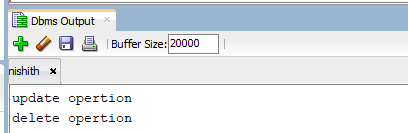 Dbms Output
Buffer Size: 20000
nishith
update opertion
delete opertion